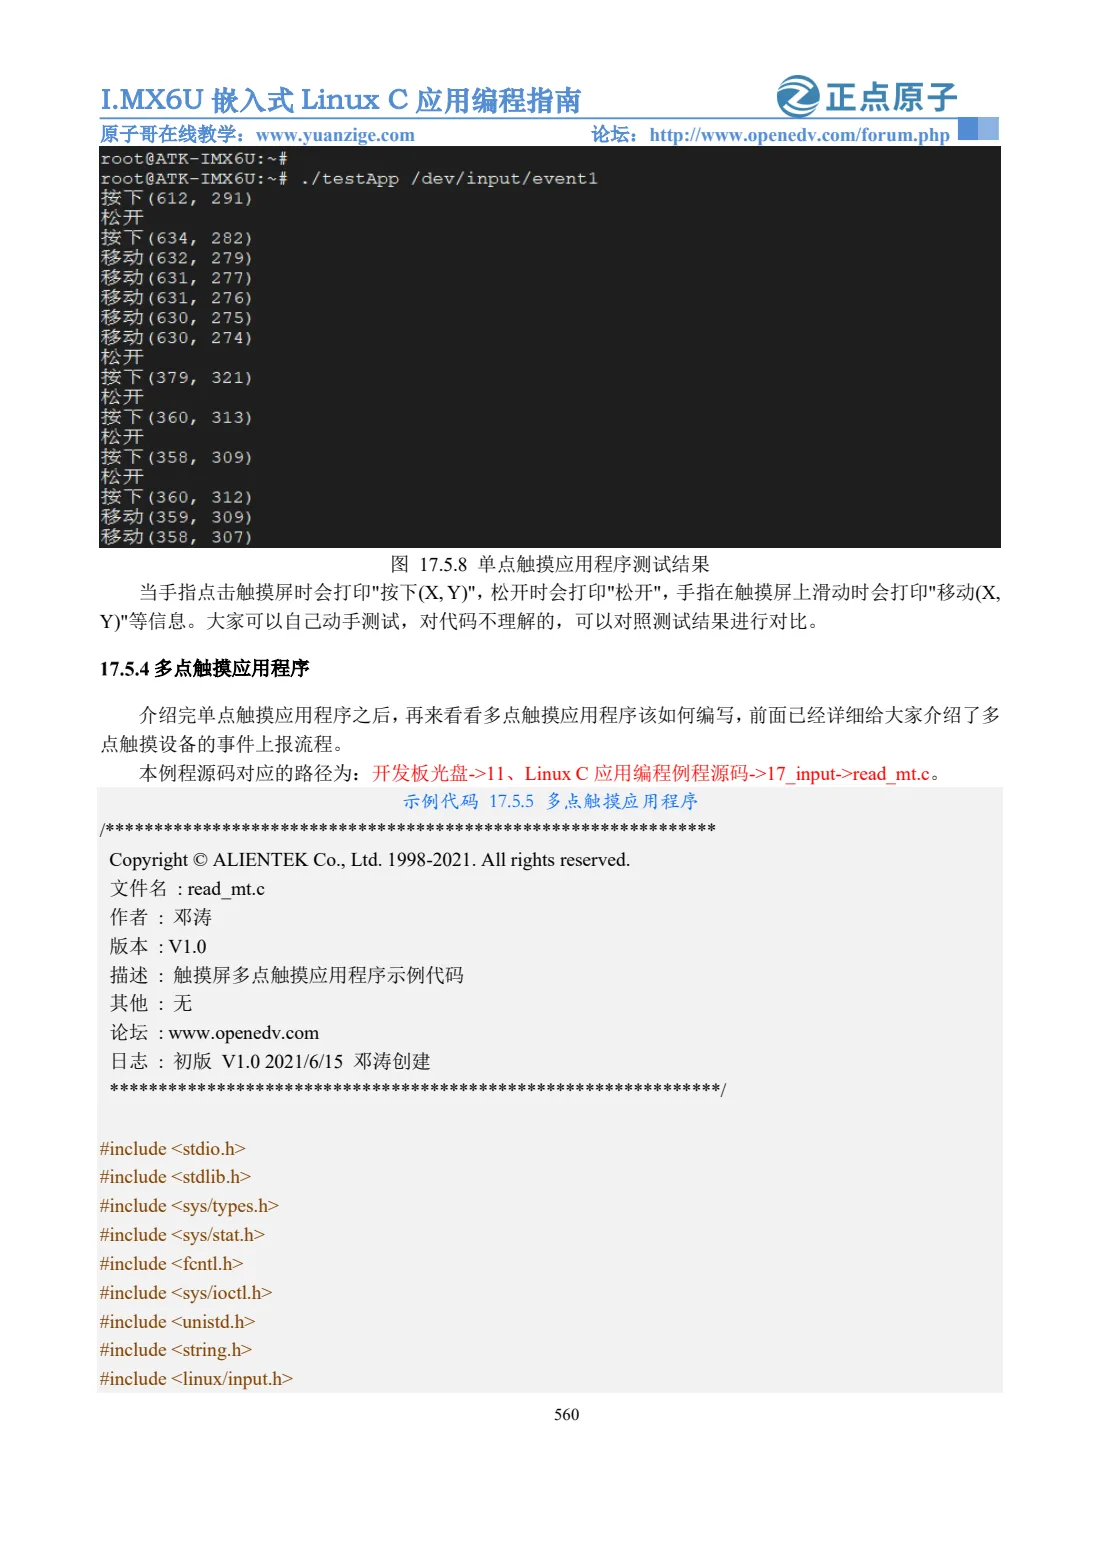 I.MX6U 嵌入式 Linux C 应用编程指南
正点原子
原子哥在线教学：www.yuanzige.com 论坛：http://www.openedv.com/forum.php
root@ATK-IMX6U:~#
root@ATK-IMX6U:~# ./testApp /dev/input/event1
按下(612, 291)
松开
按下(634, 282)
移动(632, 279)
移动(631, 277)
移动(631, 276)
移动(630, 275)
移动(630, 274)
松开
按下(379, 321)
松开
按下(360, 313)
松开
按下(358, 309)
松开
按下(360, 312)
移动(359, 309)
移动(358, 307)
图 17.5.8 单点触摸应用程序测试结果
当手指点击触摸屏时会打印"按下(X, Y)"，松开时会打印"松开"，手指在触摸屏上滑动时会打印"移动(X,
Y)"等信息。大家可以自己动手测试，对代码不理解的，可以对照测试结果进行对比。
17.5.4 多点触摸应用程序
介绍完单点触摸应用程序之后，再来看看多点触摸应用程序该如何编写，前面已经详细给大家介绍了多
点触摸设备的事件上报流程。
本例程源码对应的路径为：开发板光盘->11、Linux C 应用编程例程源码->17_input->read_mt.c。
示例代码 17.5.5 多点触摸应用程序
/***************************************************************
Copyright © ALIENTEK Co., Ltd. 1998-2021. All rights reserved.
文件名 : read_mt.c
作者 : 邓涛
版本 : V1.0
描述 : 触摸屏多点触摸应用程序示例代码
其他 : 无
论坛 : www.openedv.com
日志 : 初版 V1.0 2021/6/15 邓涛创建
***************************************************************/
#include <stdio.h>
#include <stdlib.h>
#include <sys/types.h>
#include <sys/stat.h>
#include <fcntl.h>
#include <sys/ioctl.h>
#include <unistd.h>
#include <string.h>
#include <linux/input.h>
560